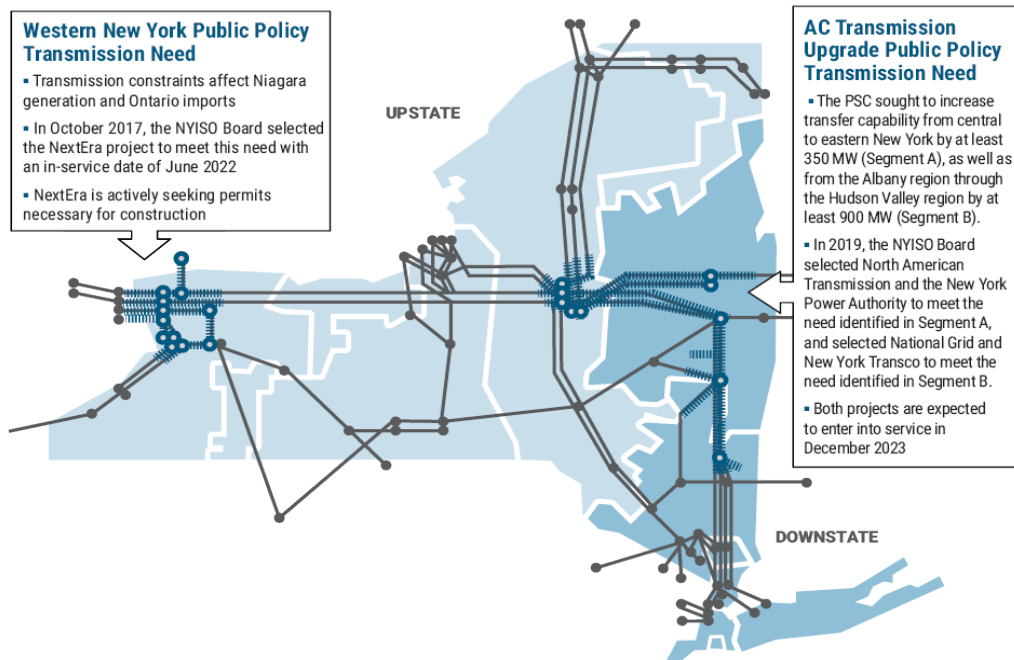 Western New York Public Policy
Transmission Need
▪ Transmission constraints affect Niagara
generation and Ontario imports
▪ In October 2017, the NYISO Board selected
the NextEra project to meet this need with
an in-service date of June 2022
▪ NextEra is actively seeking permits
necessary for construction
UPSTATE
AC Transmission
Upgrade Public Policy
Transmission Need
▪ The PSC sought to increase
transfer capability from central
to eastern New York by at least
350 MW (Segment A), as well as
from the Albany region through
the Hudson Valley region by at
least 900 MW (Segment B).
▪ In 2019, the NYISO Board
selected North American
Transmission and the New York
Power Authority to meet the
need identified in Segment A,
and selected National Grid and
New York Transco to meet the
need identified in Segment B.
▪ Both projects are expected
to enter into service in
December 2023
DOWNSTATE